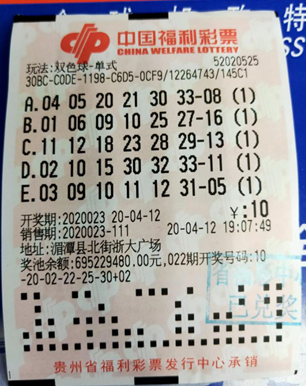 中国福利彩票
CHINA WELFARE LOTTERY
玩法:双色球-单式 52020525
30BC-C0DE-1198-C6D5-0CF9/12264743/145C1
A.04 05 20 21 30 33-08 (1)
B.01 06 09 10 25 27-16 (1)
C.11 12 18 23 28 29-13 (1)
D.02 10 15 30 32 33-11 (1)
E.03 09 10 11 12 31-05 (1)
开奖期:2020023 20-04-12 ¥:10
销售期:2020023-111 20-04-12 19:07:49
地址:湄潭县北街浙大广场
奖池余额:695229480.00元,022期开奖号码:10
-20-02-22-25-30+02
已兑奖
贵州省福利彩票发行中心承销